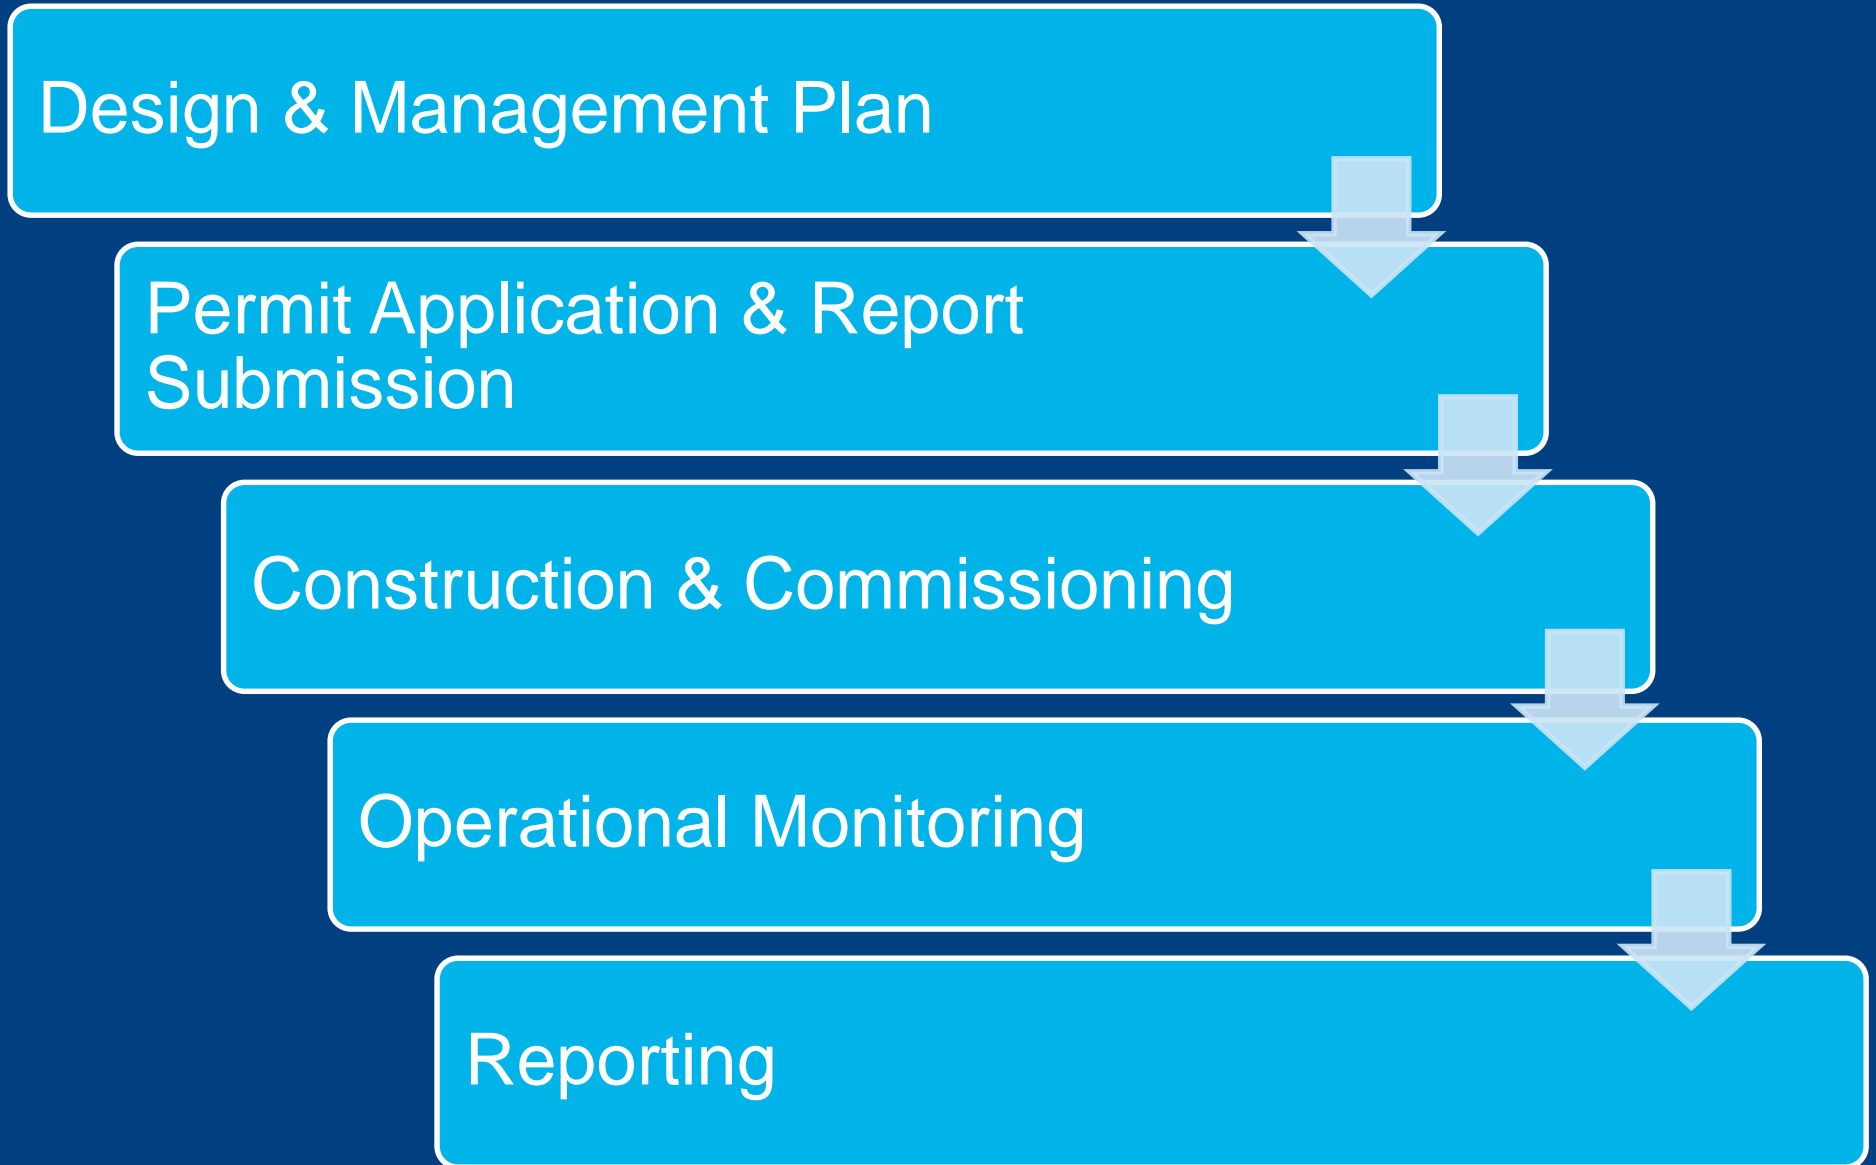 Design & Management Plan
Permit Application & Report
Submission
Construction & Commissioning
Operational Monitoring
Reporting